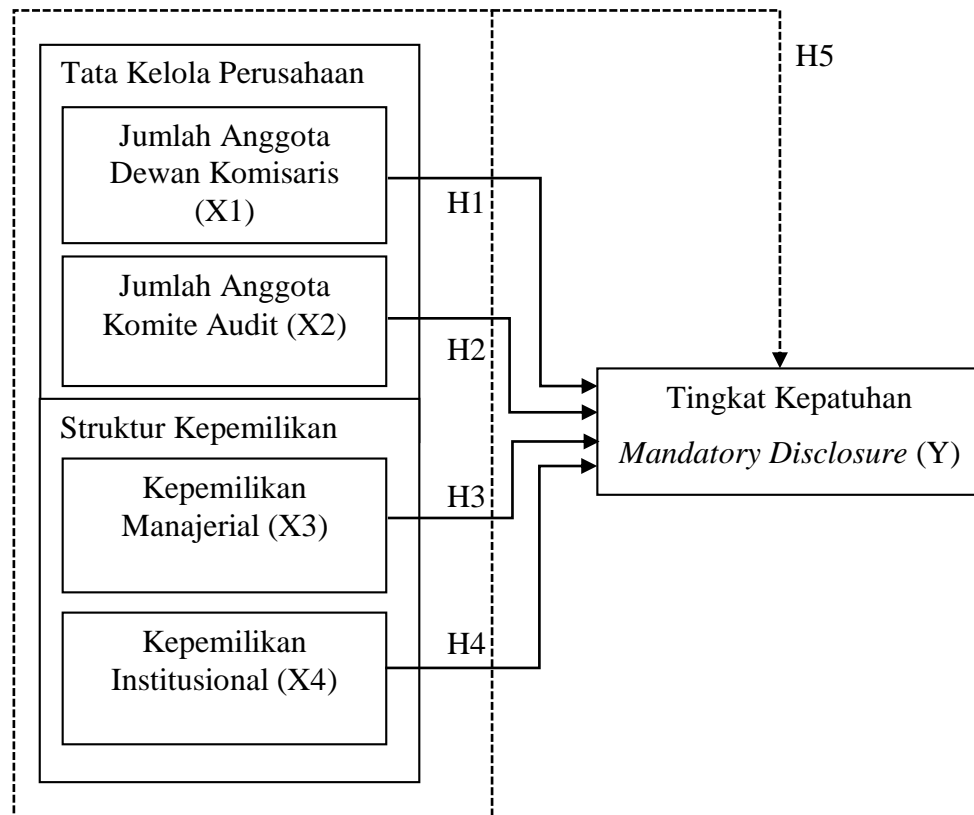 H5
Tata Kelola Perusahaan
Jumlah Anggota
Dewan Komisaris
(X1)
H1
Jumlah Anggota
Komite Audit (X2)
H2
Tingkat Kepatuhan
Mandatory Disclosure (Y)
Struktur Kepemilikan
Kepemilikan
Manajerial (X3)
H3
Kepemilikan
Institusional (X4)
H4